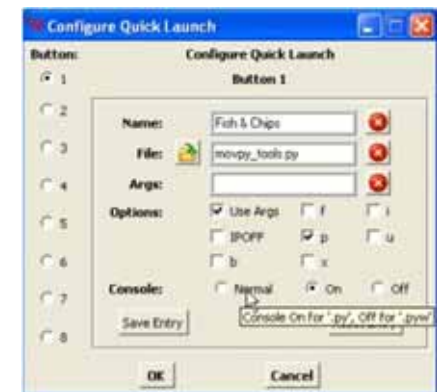 Configure Quick Launch
Button: Configure Quick Launch
1 Button 1
2
Name: Fish & Chips
3 File: movpy_tools.py
4 Args:
5 Options: Use Args f i
IPOFF p u
6 b x
7 Console: Normal On Off
Console On for '.py', Off for '.pyw'
8 Save Entry
OK Cancel